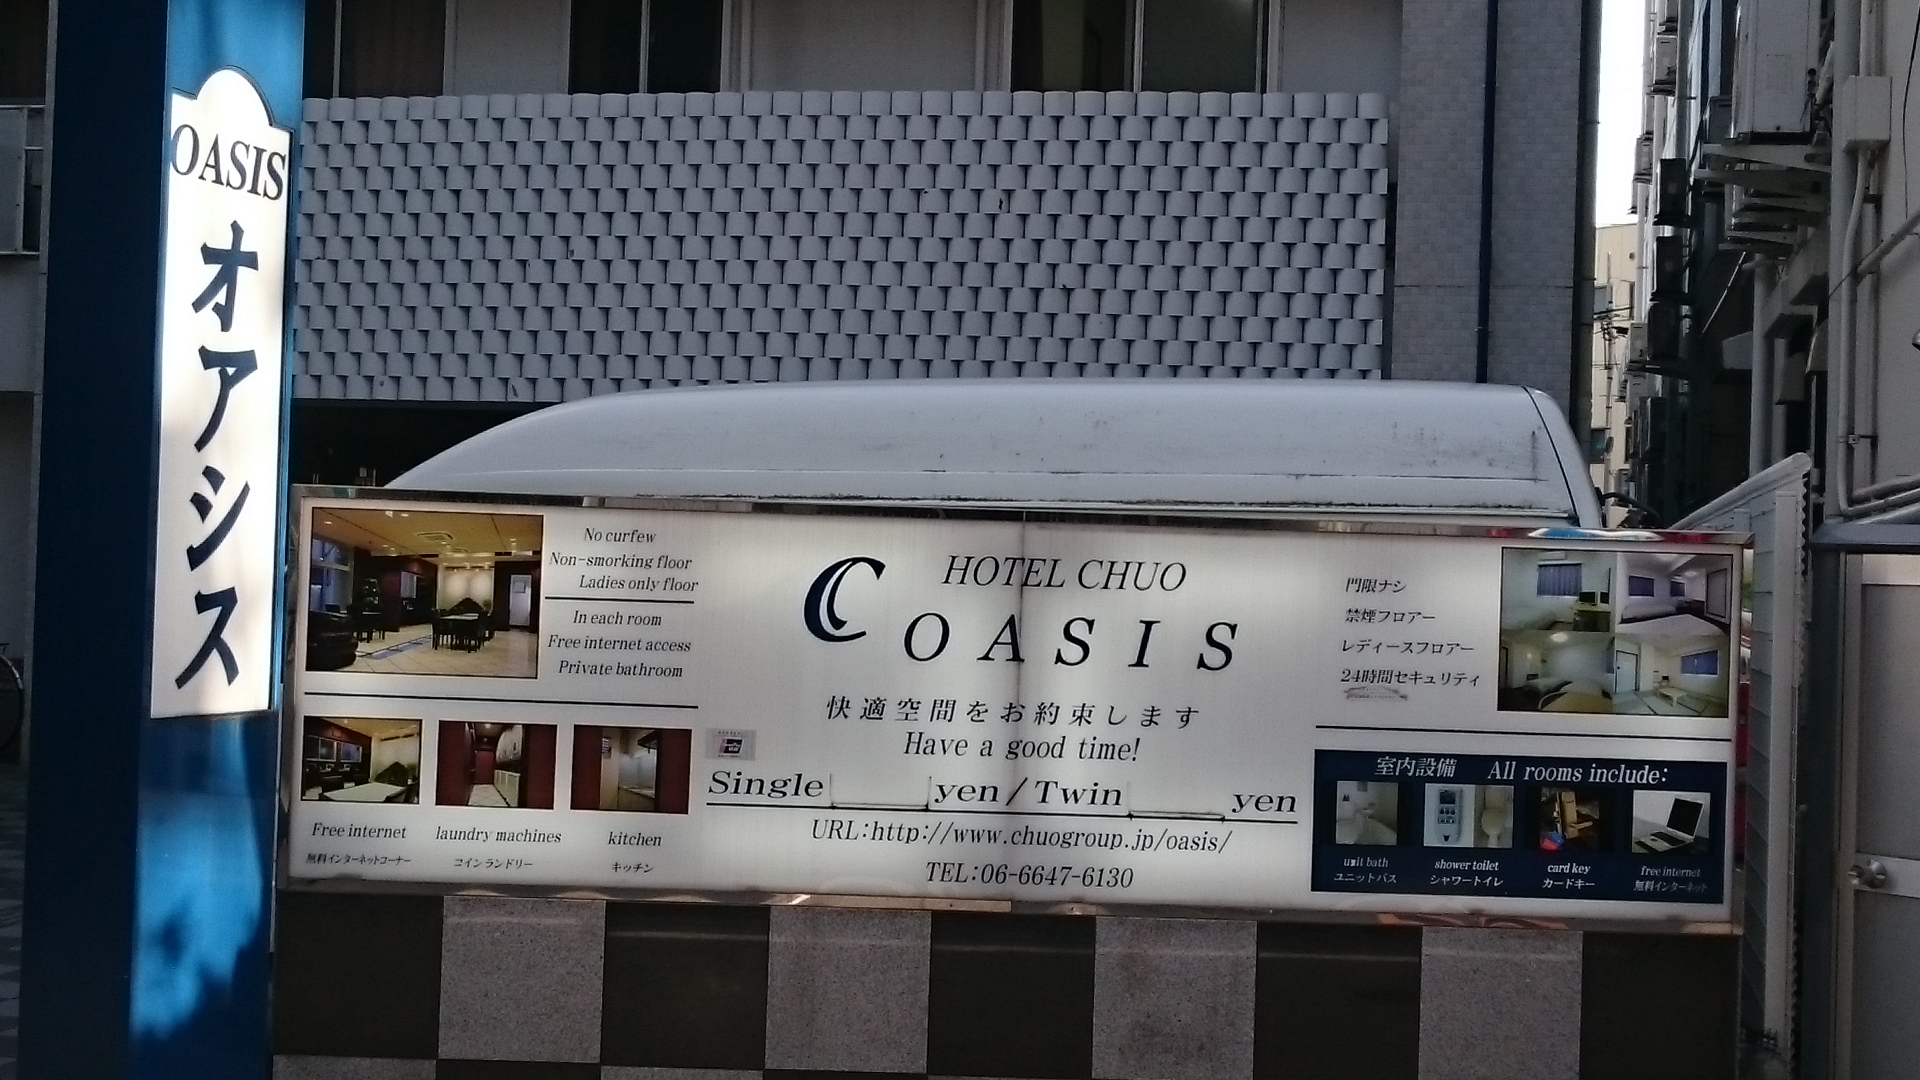 OASIS
オアシス
No curfew
Non-smorking floor
Ladies only floor
In each room
Free internet access
Private bathroom
Free internet
無料インターネットコーナー
laundry machines
コインランドリー
kitchen
キッチン
HOTEL CHUO
OASIS
快適空間をお約束します
Have a good time!
Single yen/Twin yen
URL:http://www.chuogroup.jp/oasis/
TEL:06-6647-6130
門限ナシ
禁煙フロアー
レディースフロアー
24時間セキュリティ
室内設備 All rooms include:
unit bath
ユニットバス
shower toilet
シャワートイレ
card key
カードキー
free internet
無料インターネット